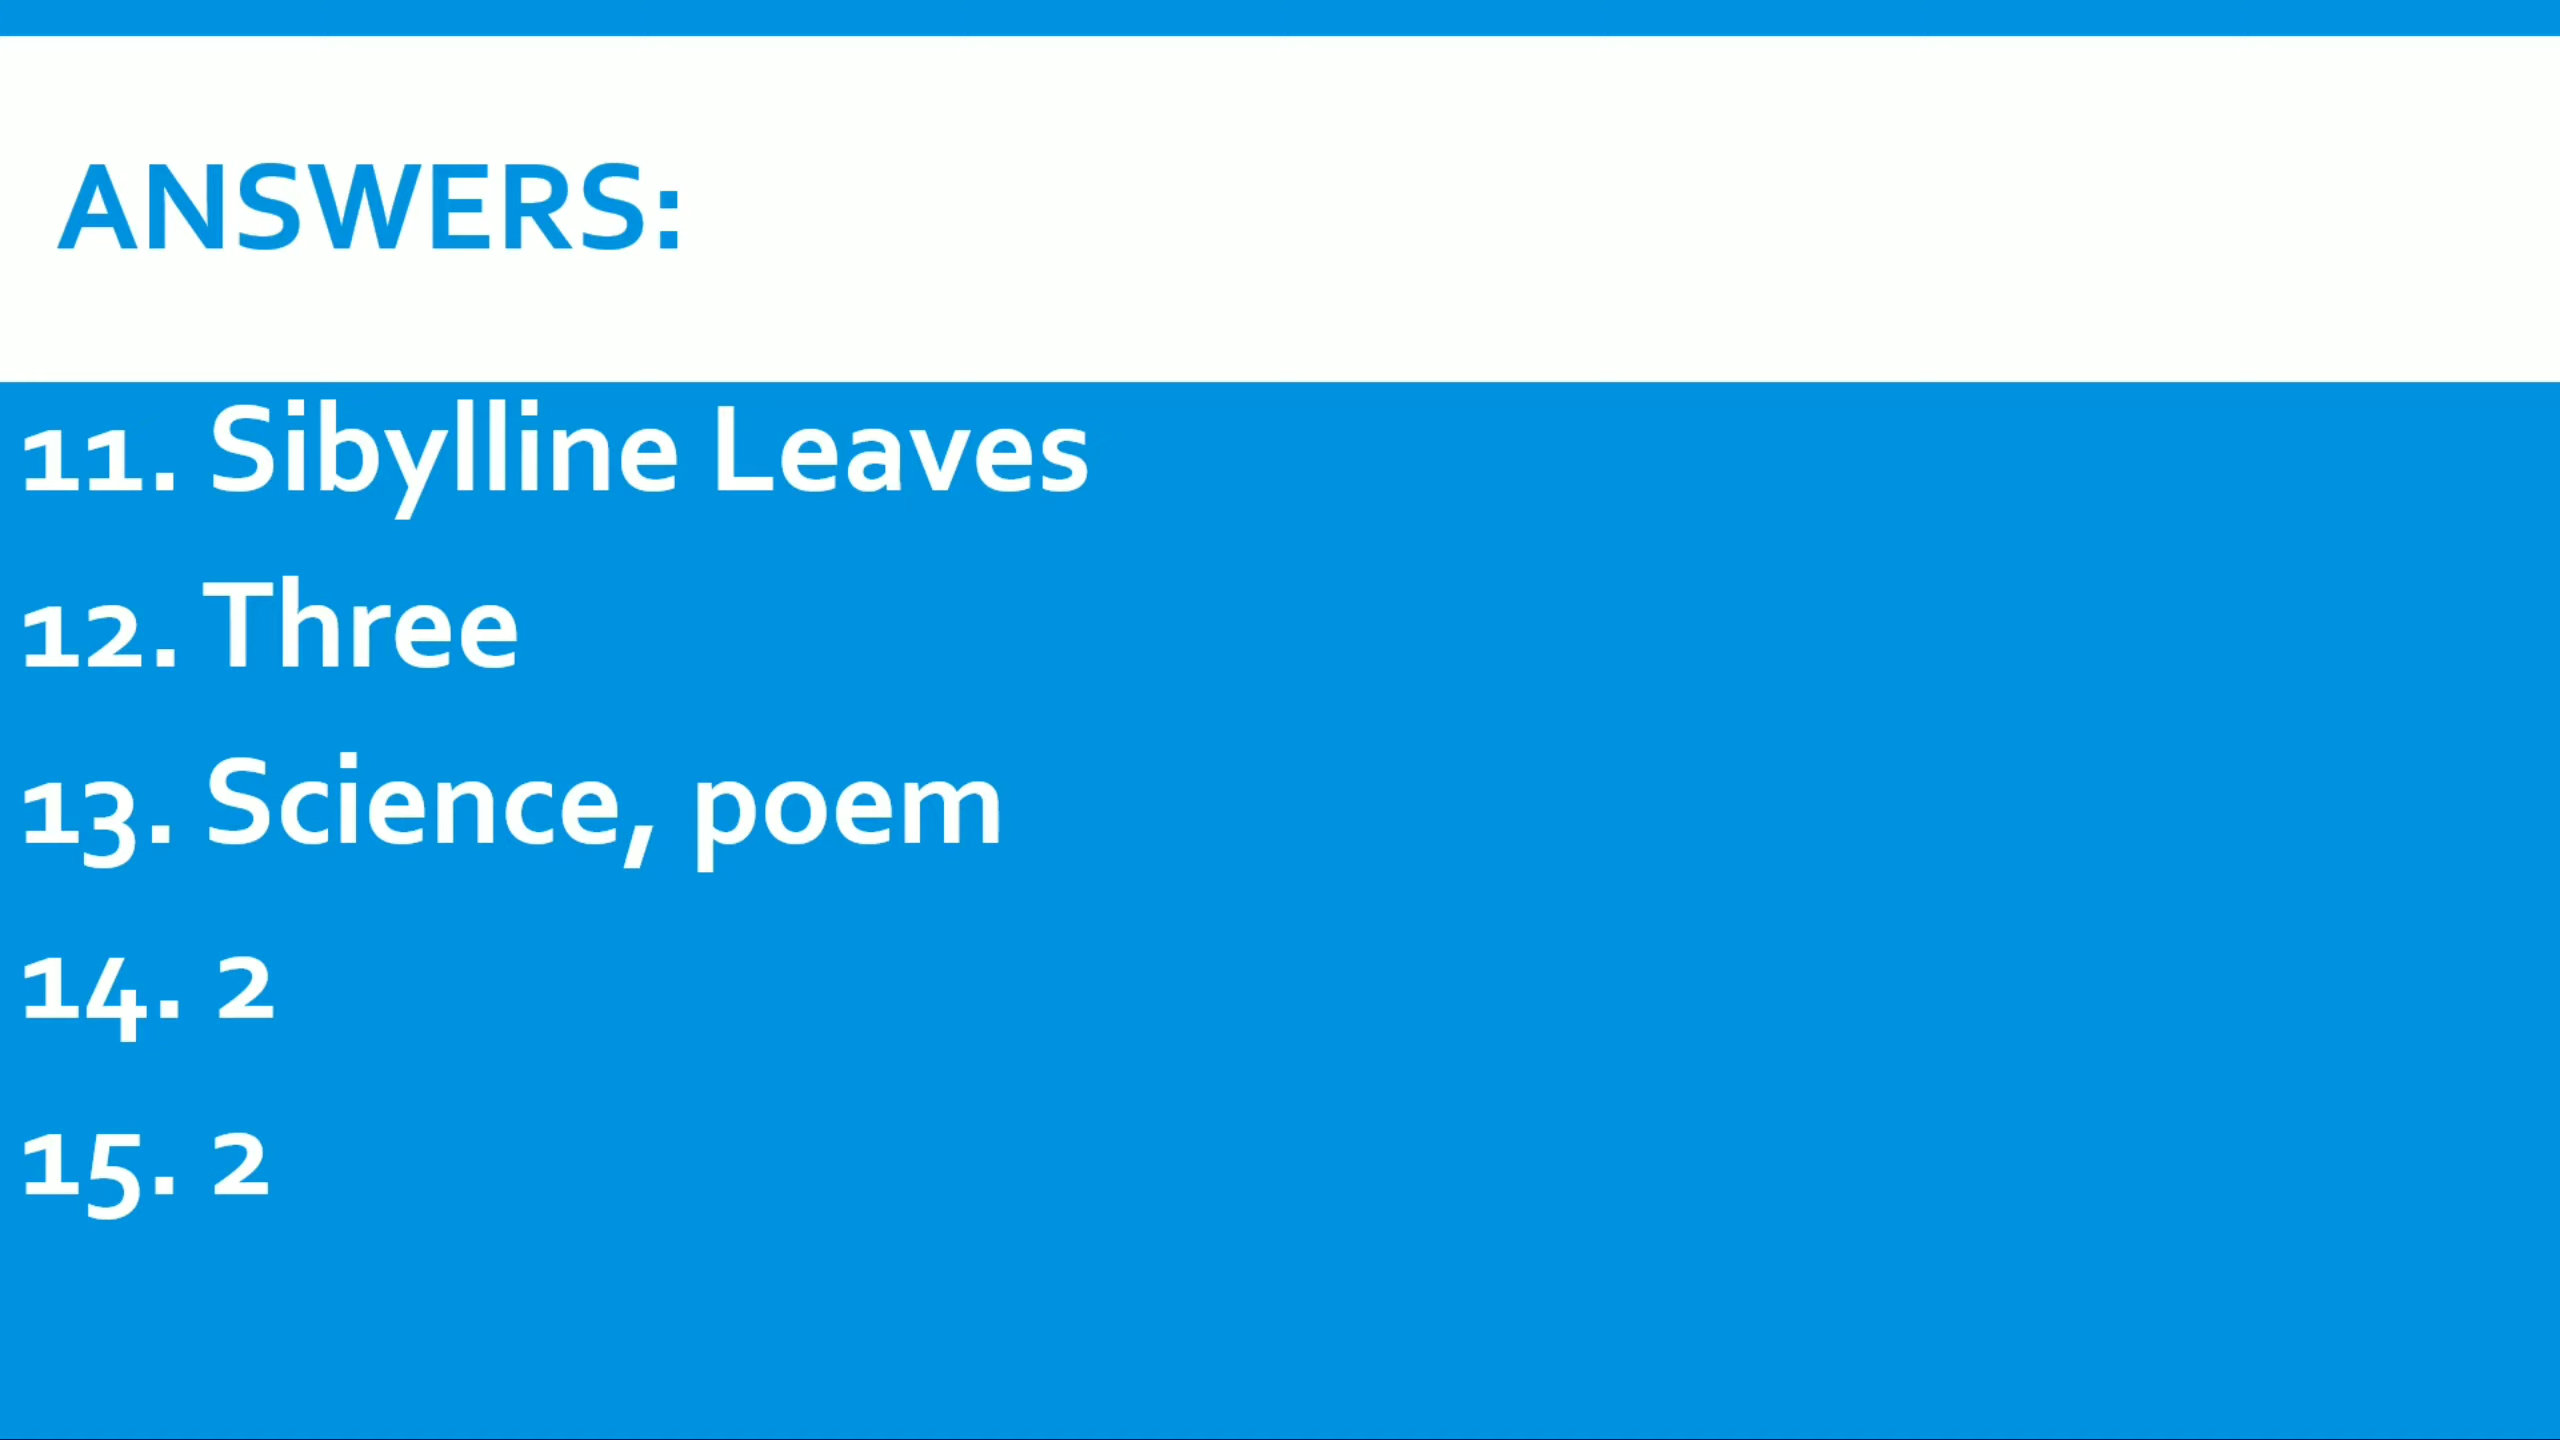 ANSWERS:
11. Sibylline Leaves
12. Three
13. Science, poem
14. 2
15. 2